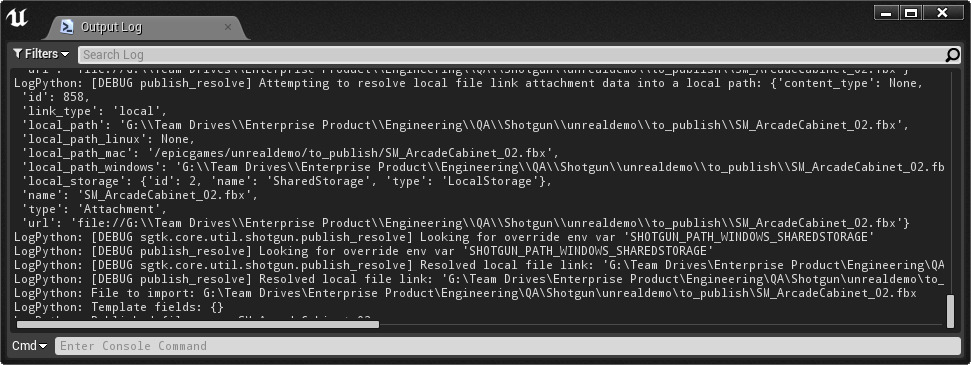 Output Log
Filters
Search Log
'url': 'file://G:\\Team Drives\\Enterprise Product\\Engineering\\QA\\Shotgun\\unrealdemo\\to_publish\\SM_ArcadeCabinet_02.fbx'}
LogPython: [DEBUG publish_resolve] Attempting to resolve local file link attachment data into a local path: {'content_type': None,
'id': 858,
'link_type': 'local',
'local_path': 'G:\\Team Drives\\Enterprise Product\\Engineering\\QA\\Shotgun\\unrealdemo\\to_publish\\SM_ArcadeCabinet_02.fbx',
'local_path_linux': None,
'local_path_mac': '/epicgames/unrealdemo/to_publish/SM_ArcadeCabinet_02.fbx',
'local_path_windows': 'G:\\Team Drives\\Enterprise Product\\Engineering\\QA\\Shotgun\\unrealdemo\\to_publish\\SM_ArcadeCabinet_02.fb
'local_storage': {'id': 2, 'name': 'SharedStorage', 'type': 'LocalStorage'},
'name': 'SM_ArcadeCabinet_02.fbx',
'type': 'Attachment',
'url': 'file://G:\\Team Drives\\Enterprise Product\\Engineering\\QA\\Shotgun\\unrealdemo\\to_publish\\SM_ArcadeCabinet_02.fbx'}
LogPython: [DEBUG sgtk.core.util.shotgun.publish_resolve] Looking for override env var 'SHOTGUN_PATH_WINDOWS_SHAREDSTORAGE'
LogPython: [DEBUG publish_resolve] Looking for override env var 'SHOTGUN_PATH_WINDOWS_SHAREDSTORAGE'
LogPython: [DEBUG sgtk.core.util.shotgun.publish_resolve] Resolved local file link: 'G:\Team Drives\Enterprise Product\Engineering\QA
LogPython: [DEBUG publish_resolve] Resolved local file link: 'G:\Team Drives\Enterprise Product\Engineering\QA\Shotgun\unrealdemo\to_
LogPython: File to import: G:\Team Drives\Enterprise Product\Engineering\QA\Shotgun\unrealdemo\to_publish\SM_ArcadeCabinet_02.fbx
LogPython: Template fields: {}
Cmd
Enter Console Command